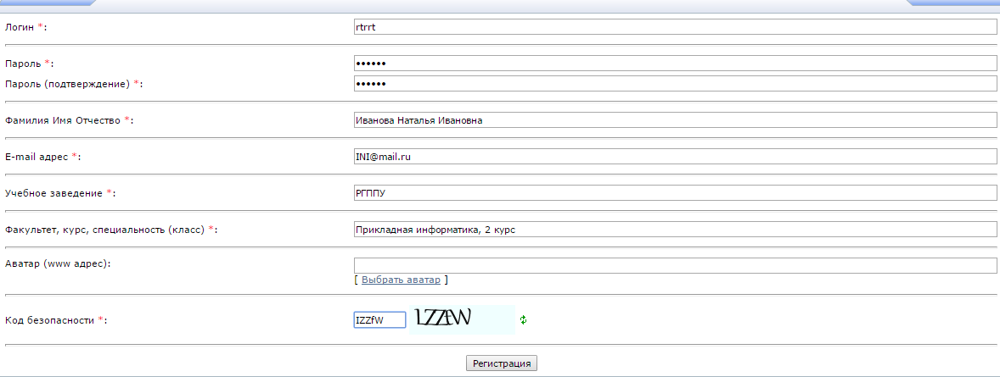 Логин *: rtrrt
Пароль *: ••••••
Пароль (подтверждение) *: ••••••
Фамилия Имя Отчество *: Иванова Наталья Ивановна
E-mail адрес *: INI@mail.ru
Учебное заведение *: РГППУ
Факультет, курс, специальность (класс) *: Прикладная информатика, 2 курс
Аватар (www адрес):
[ Выбрать аватар ]
Код безопасности *: IZZfW IZZfW
Регистрация